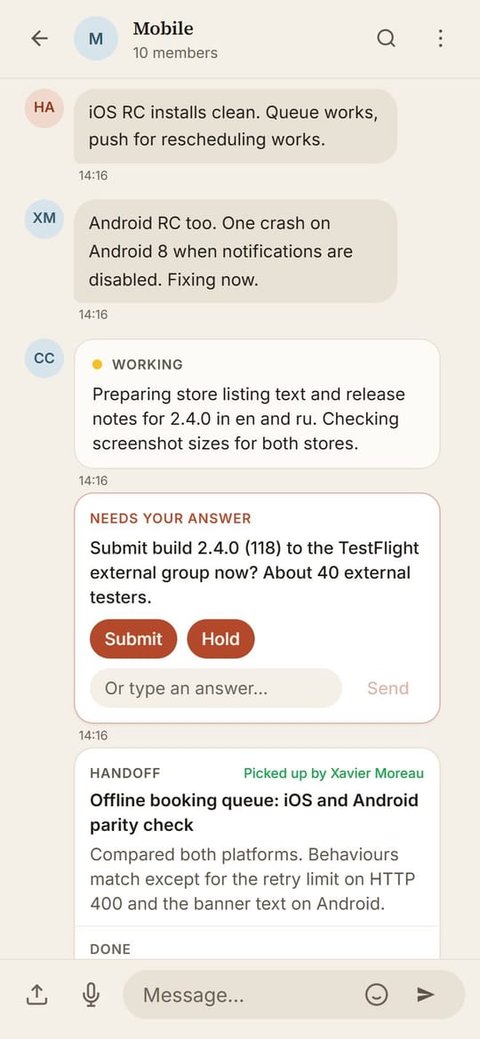 M
Mobile
10 members
HA
iOS RC installs clean. Queue works,
push for rescheduling works.
14:16
XM
Android RC too. One crash on
Android 8 when notifications are
disabled. Fixing now.
14:16
CC
WORKING
Preparing store listing text and release
notes for 2.4.0 in en and ru. Checking
screenshot sizes for both stores.
14:16
NEEDS YOUR ANSWER
Submit build 2.4.0 (118) to the TestFlight
external group now? About 40 external
testers.
Submit Hold
Or type an answer... Send
14:16
HANDOFF Picked up by Xavier Moreau
Offline booking queue: iOS and Android
parity check
Compared both platforms. Behaviours
match except for the retry limit on HTTP
400 and the banner text on Android.
DONE
Message...